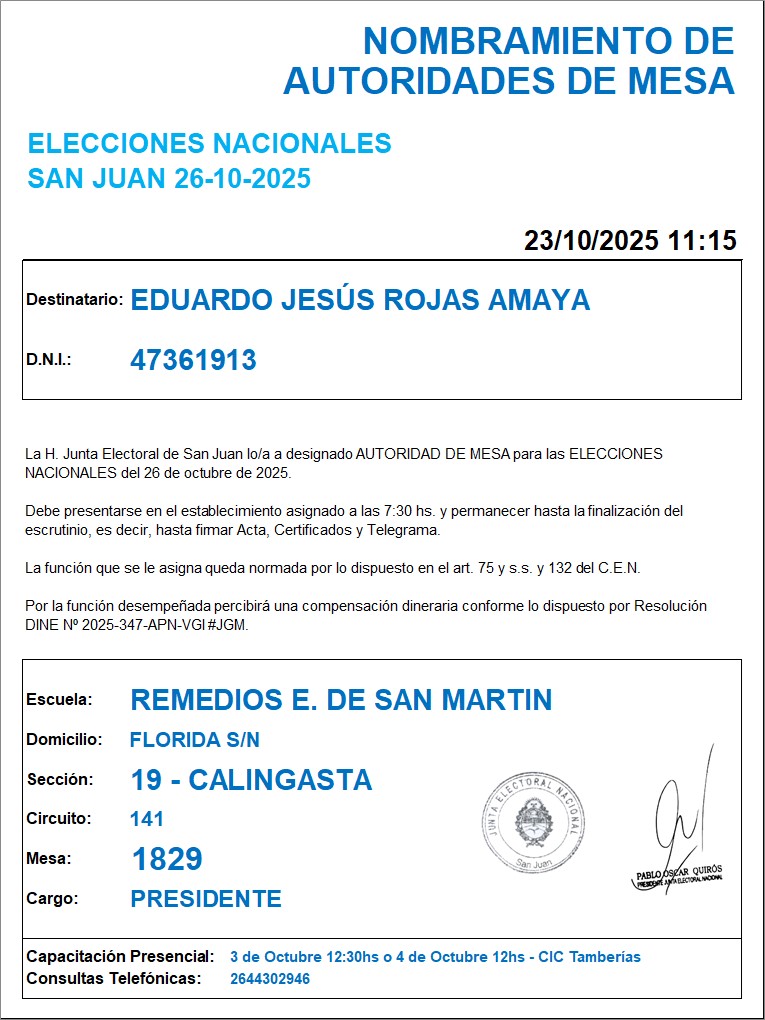 NOMBRAMIENTO DE
AUTORIDADES DE MESA
ELECCIONES NACIONALES
SAN JUAN 26-10-2025
23/10/2025 11:15
Destinatario: EDUARDO JESÚS ROJAS AMAYA
D.N.I.: 47361913
La H. Junta Electoral de San Juan lo/a a designado AUTORIDAD DE MESA para las ELECCIONES
NACIONALES del 26 de octubre de 2025.
Debe presentarse en el establecimiento asignado a las 7:30 hs. y permanecer hasta la finalización del
escrutinio, es decir, hasta firmar Acta, Certificados y Telegrama.
La función que se le asigna queda normada por lo dispuesto en el art. 75 y s.s. y 132 del C.E.N.
Por la función desempeñada percibirá una compensación dineraria conforme lo dispuesto por Resolución
DINE Nº 2025-347-APN-VGI#JGM.
Escuela: REMEDIOS E. DE SAN MARTIN
Domicilio: FLORIDA S/N
Sección: 19 - CALINGASTA
Circuito: 141
Mesa: 1829
Cargo: PRESIDENTE
JUNTA ELECTORAL NACIONAL
San Juan
PABLO OSCAR QUIRÓS
PRESIDENTE JUNTA ELECTORAL NACIONAL
Capacitación Presencial: 3 de Octubre 12:30hs o 4 de Octubre 12hs - CIC Tamberías
Consultas Telefónicas: 2644302946